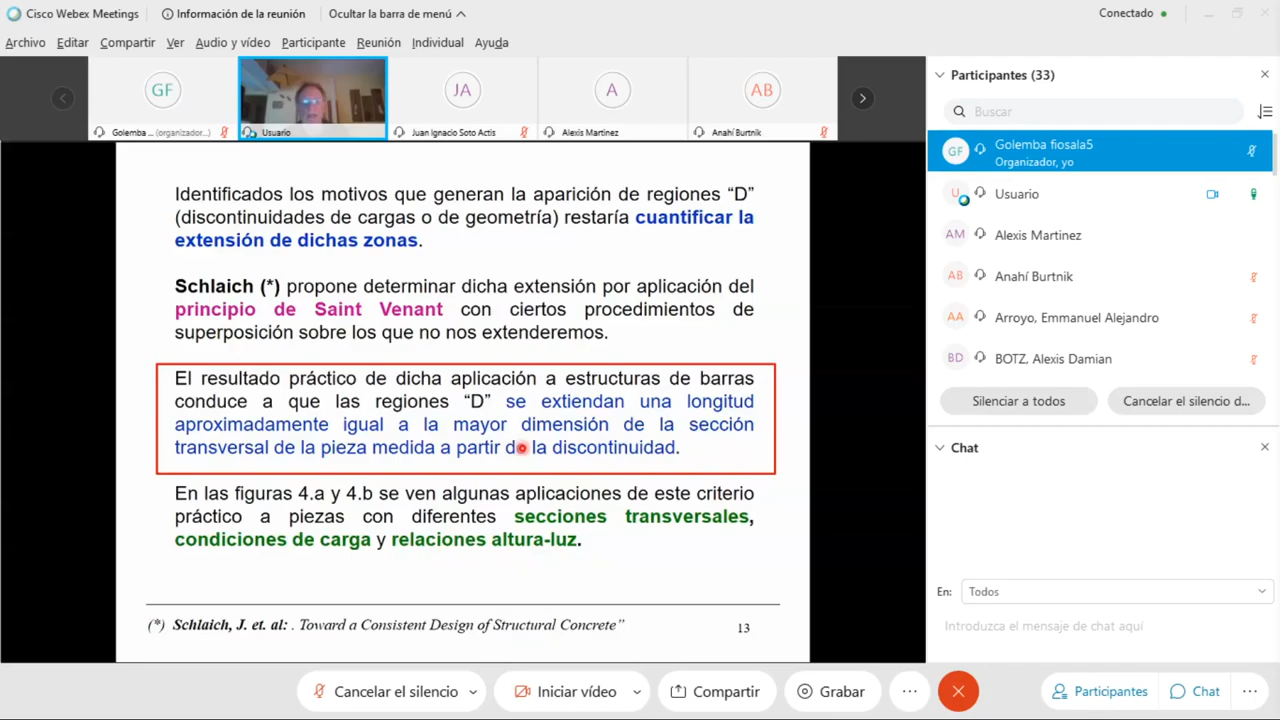 Cisco Webex Meetings
Información de la reunión
Ocultar la barra de menú
Conectado
Archivo Editar Compartir Ver Audio y vídeo Participante Reunión Individual Ayuda
GF
JA
A
AB
Golemba ... (organizador...)
Usuario
Juan Ignacio Soto Actis
Alexis Martinez
Anahí Burtnik
Identificados los motivos que generan la aparición de regiones “D”
(discontinuidades de cargas o de geometría) restaría cuantificar la
extensión de dichas zonas.
Schlaich (*) propone determinar dicha extensión por aplicación del
principio de Saint Venant con ciertos procedimientos de
superposición sobre los que no nos extenderemos.
El resultado práctico de dicha aplicación a estructuras de barras
conduce a que las regiones “D” se extiendan una longitud
aproximadamente igual a la mayor dimensión de la sección
transversal de la pieza medida a partir de la discontinuidad.
En las figuras 4.a y 4.b se ven algunas aplicaciones de este criterio
práctico a piezas con diferentes secciones transversales,
condiciones de carga y relaciones altura-luz.
(*) Schlaich, J. et. al: . Toward a Consistent Design of Structural Concrete”
13
Participantes (33)
Buscar
GF Golemba fiosala5
Organizador, yo
U Usuario
AM Alexis Martinez
AB Anahí Burtnik
AA Arroyo, Emmanuel Alejandro
BD BOTZ, Alexis Damian
Silenciar a todos
Cancelar el silencio d...
Chat
En: Todos
Introduzca el mensaje de chat aquí
Cancelar el silencio
Iniciar vídeo
Compartir
Grabar
Participantes
Chat